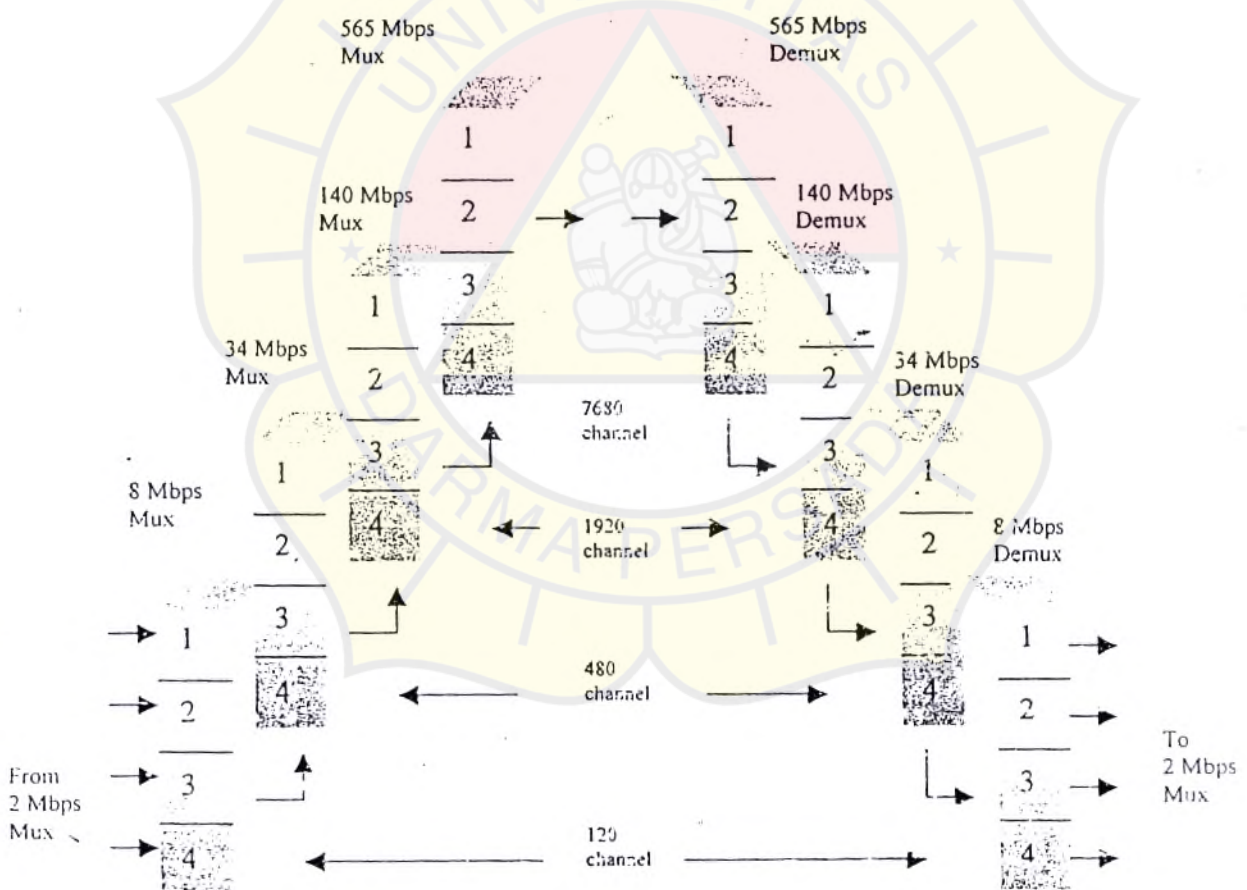 565 Mbps
Mux
1
2
3
4
140 Mbps
Mux
1
2
3
4
34 Mbps
Mux
1
2
3
4
8 Mbps
Mux
1
2
3
4
From
2 Mbps
Mux
565 Mbps
Demux
1
2
3
4
140 Mbps
Demux
1
2
3
4
34 Mbps
Demux
1
2
3
4
8 Mbps
Demux
1
2
3
4
To
2 Mbps
Mux
7680
channel
1920
channel
480
channel
120
channel
UNIVERSITAS
DARMA PERSADA